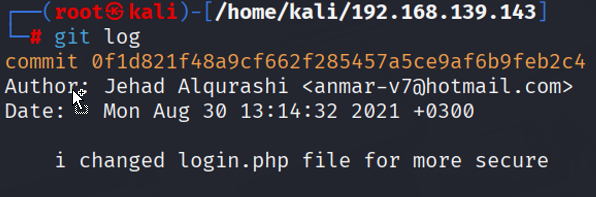 ┌──(root㉿kali)-[/home/kali/192.168.139.143]
└─# git log
commit 0f1d821f48a9cf662f285457a5ce9af6b9feb2c4
Author: Jehad Alqurashi <anmar-v7@hotmail.com>
Date:   Mon Aug 30 13:14:32 2021 +0300
i changed login.php file for more secure